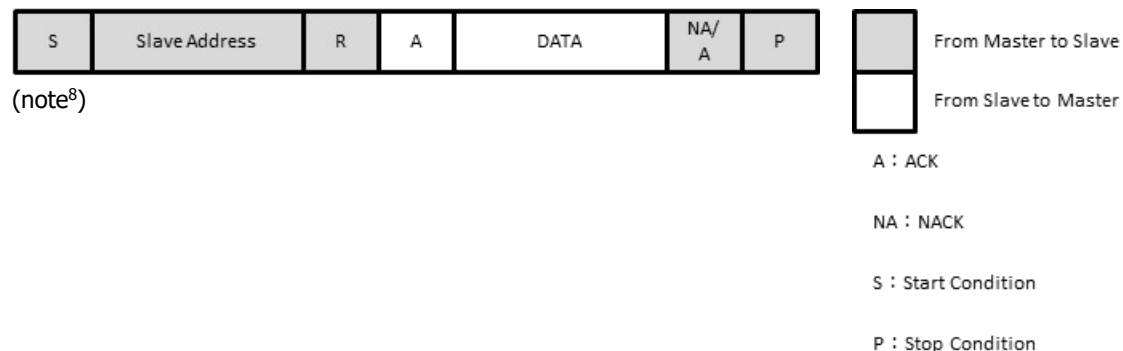 S Slave Address R A DATA NA/A P
(note⁸)
From Master to Slave
From Slave to Master
A：ACK
NA：NACK
S：Start Condition
P：Stop Condition